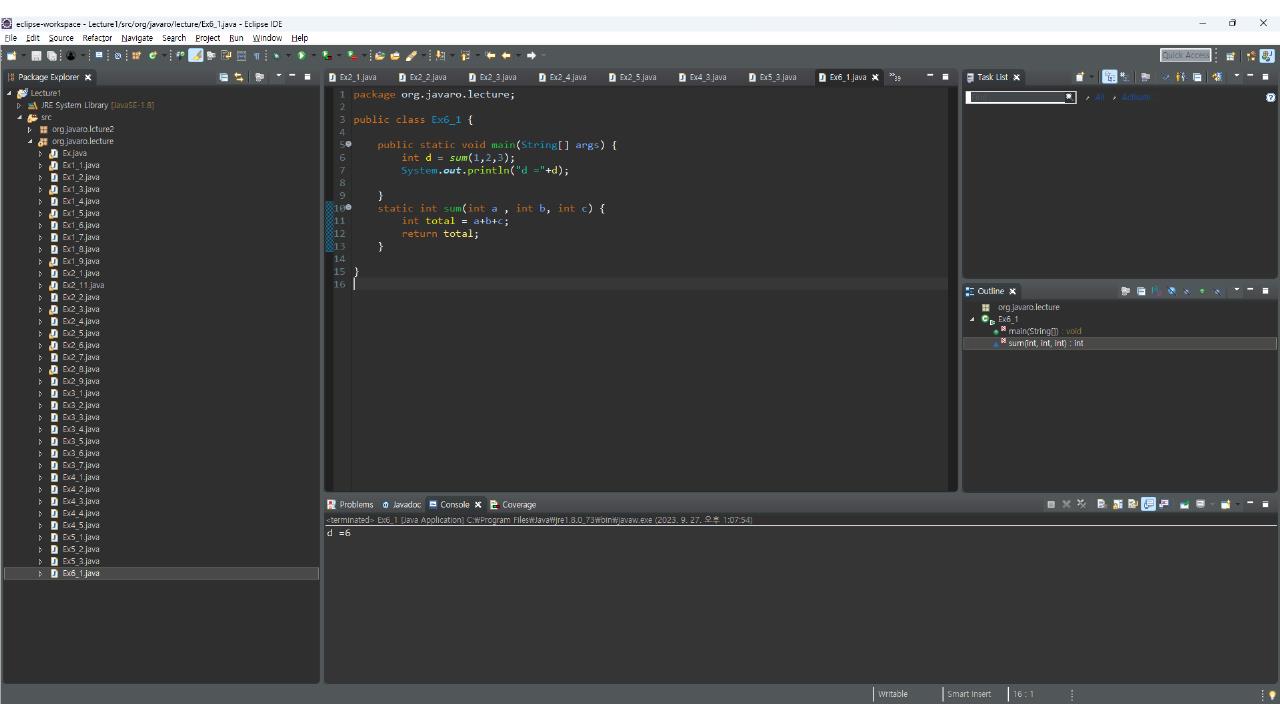 eclipse-workspace - Lecture1/src/org/javaro/lecture/Ex6_1.java - Eclipse IDE
File Edit Source Refactor Navigate Search Project Run Window Help
Quick Access
Package Explorer
Lecture1
JRE System Library [JavaSE-1.8]
src
org.javaro.lcture2
org.javaro.lecture
Ex.java
Ex1_1.java
Ex1_2.java
Ex1_3.java
Ex1_4.java
Ex1_5.java
Ex1_6.java
Ex1_7.java
Ex1_8.java
Ex1_9.java
Ex2_1.java
Ex2_11.java
Ex2_2.java
Ex2_3.java
Ex2_4.java
Ex2_5.java
Ex2_6.java
Ex2_7.java
Ex2_8.java
Ex2_9.java
Ex3_1.java
Ex3_2.java
Ex3_3.java
Ex3_4.java
Ex3_5.java
Ex3_6.java
Ex3_7.java
Ex4_1.java
Ex4_2.java
Ex4_3.java
Ex4_4.java
Ex4_5.java
Ex5_1.java
Ex5_2.java
Ex5_3.java
Ex6_1.java
Ex2_1.java Ex2_2.java Ex2_3.java Ex2_4.java Ex2_5.java Ex4_3.java Ex5_3.java Ex6_1.java »39
1 package org.javaro.lecture;
2
3 public class Ex6_1 {
4
5 public static void main(String[] args) {
6 int d = sum(1,2,3);
7 System.out.println("d ="+d);
8
9 }
10 static int sum(int a , int b, int c) {
11 int total = a+b+c;
12 return total;
13 }
14
15 }
16
Task List
Find All Activate...
Outline
org.javaro.lecture
Ex6_1
main(String[]) : void
sum(int, int, int) : int
Problems Javadoc Console Coverage
<terminated> Ex6_1 [Java Application] C:₩Program Files₩Java₩jre1.8.0_73₩bin₩javaw.exe (2023. 9. 27. 오후 1:07:54)
d =6
Writable Smart Insert 16 : 1